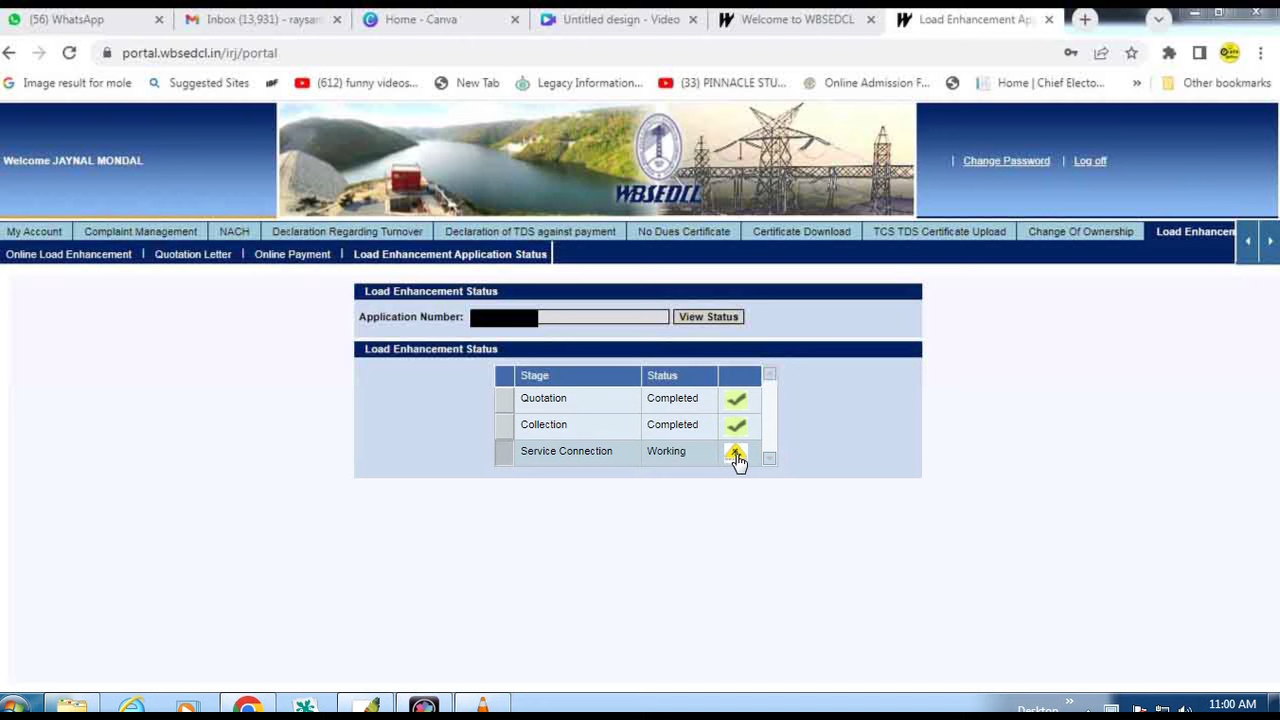 (56) WhatsApp
Inbox (13,931) - raysan
Home - Canva
Untitled design - Video
Welcome to WBSEDCL
Load Enhancement Ap
portal.wbsedcl.in/irj/portal
Image result for mole
Suggested Sites
(612) funny videos...
New Tab
Legacy Information...
(33) PINNACLE STU...
Online Admission F...
Home | Chief Electo...
Other bookmarks
WBSEDCL
Welcome JAYNAL MONDAL
| Change Password | Log off
My Account
Complaint Management
NACH
Declaration Regarding Turnover
Declaration of TDS against payment
No Dues Certificate
Certificate Download
TCS TDS Certificate Upload
Change Of Ownership
Load Enhancen
Online Load Enhancement | Quotation Letter | Online Payment | Load Enhancement Application Status
Load Enhancement Status
Application Number: View Status
Load Enhancement Status
Stage Status
Quotation Completed
Collection Completed
Service Connection Working
Desktop
11:00 AM